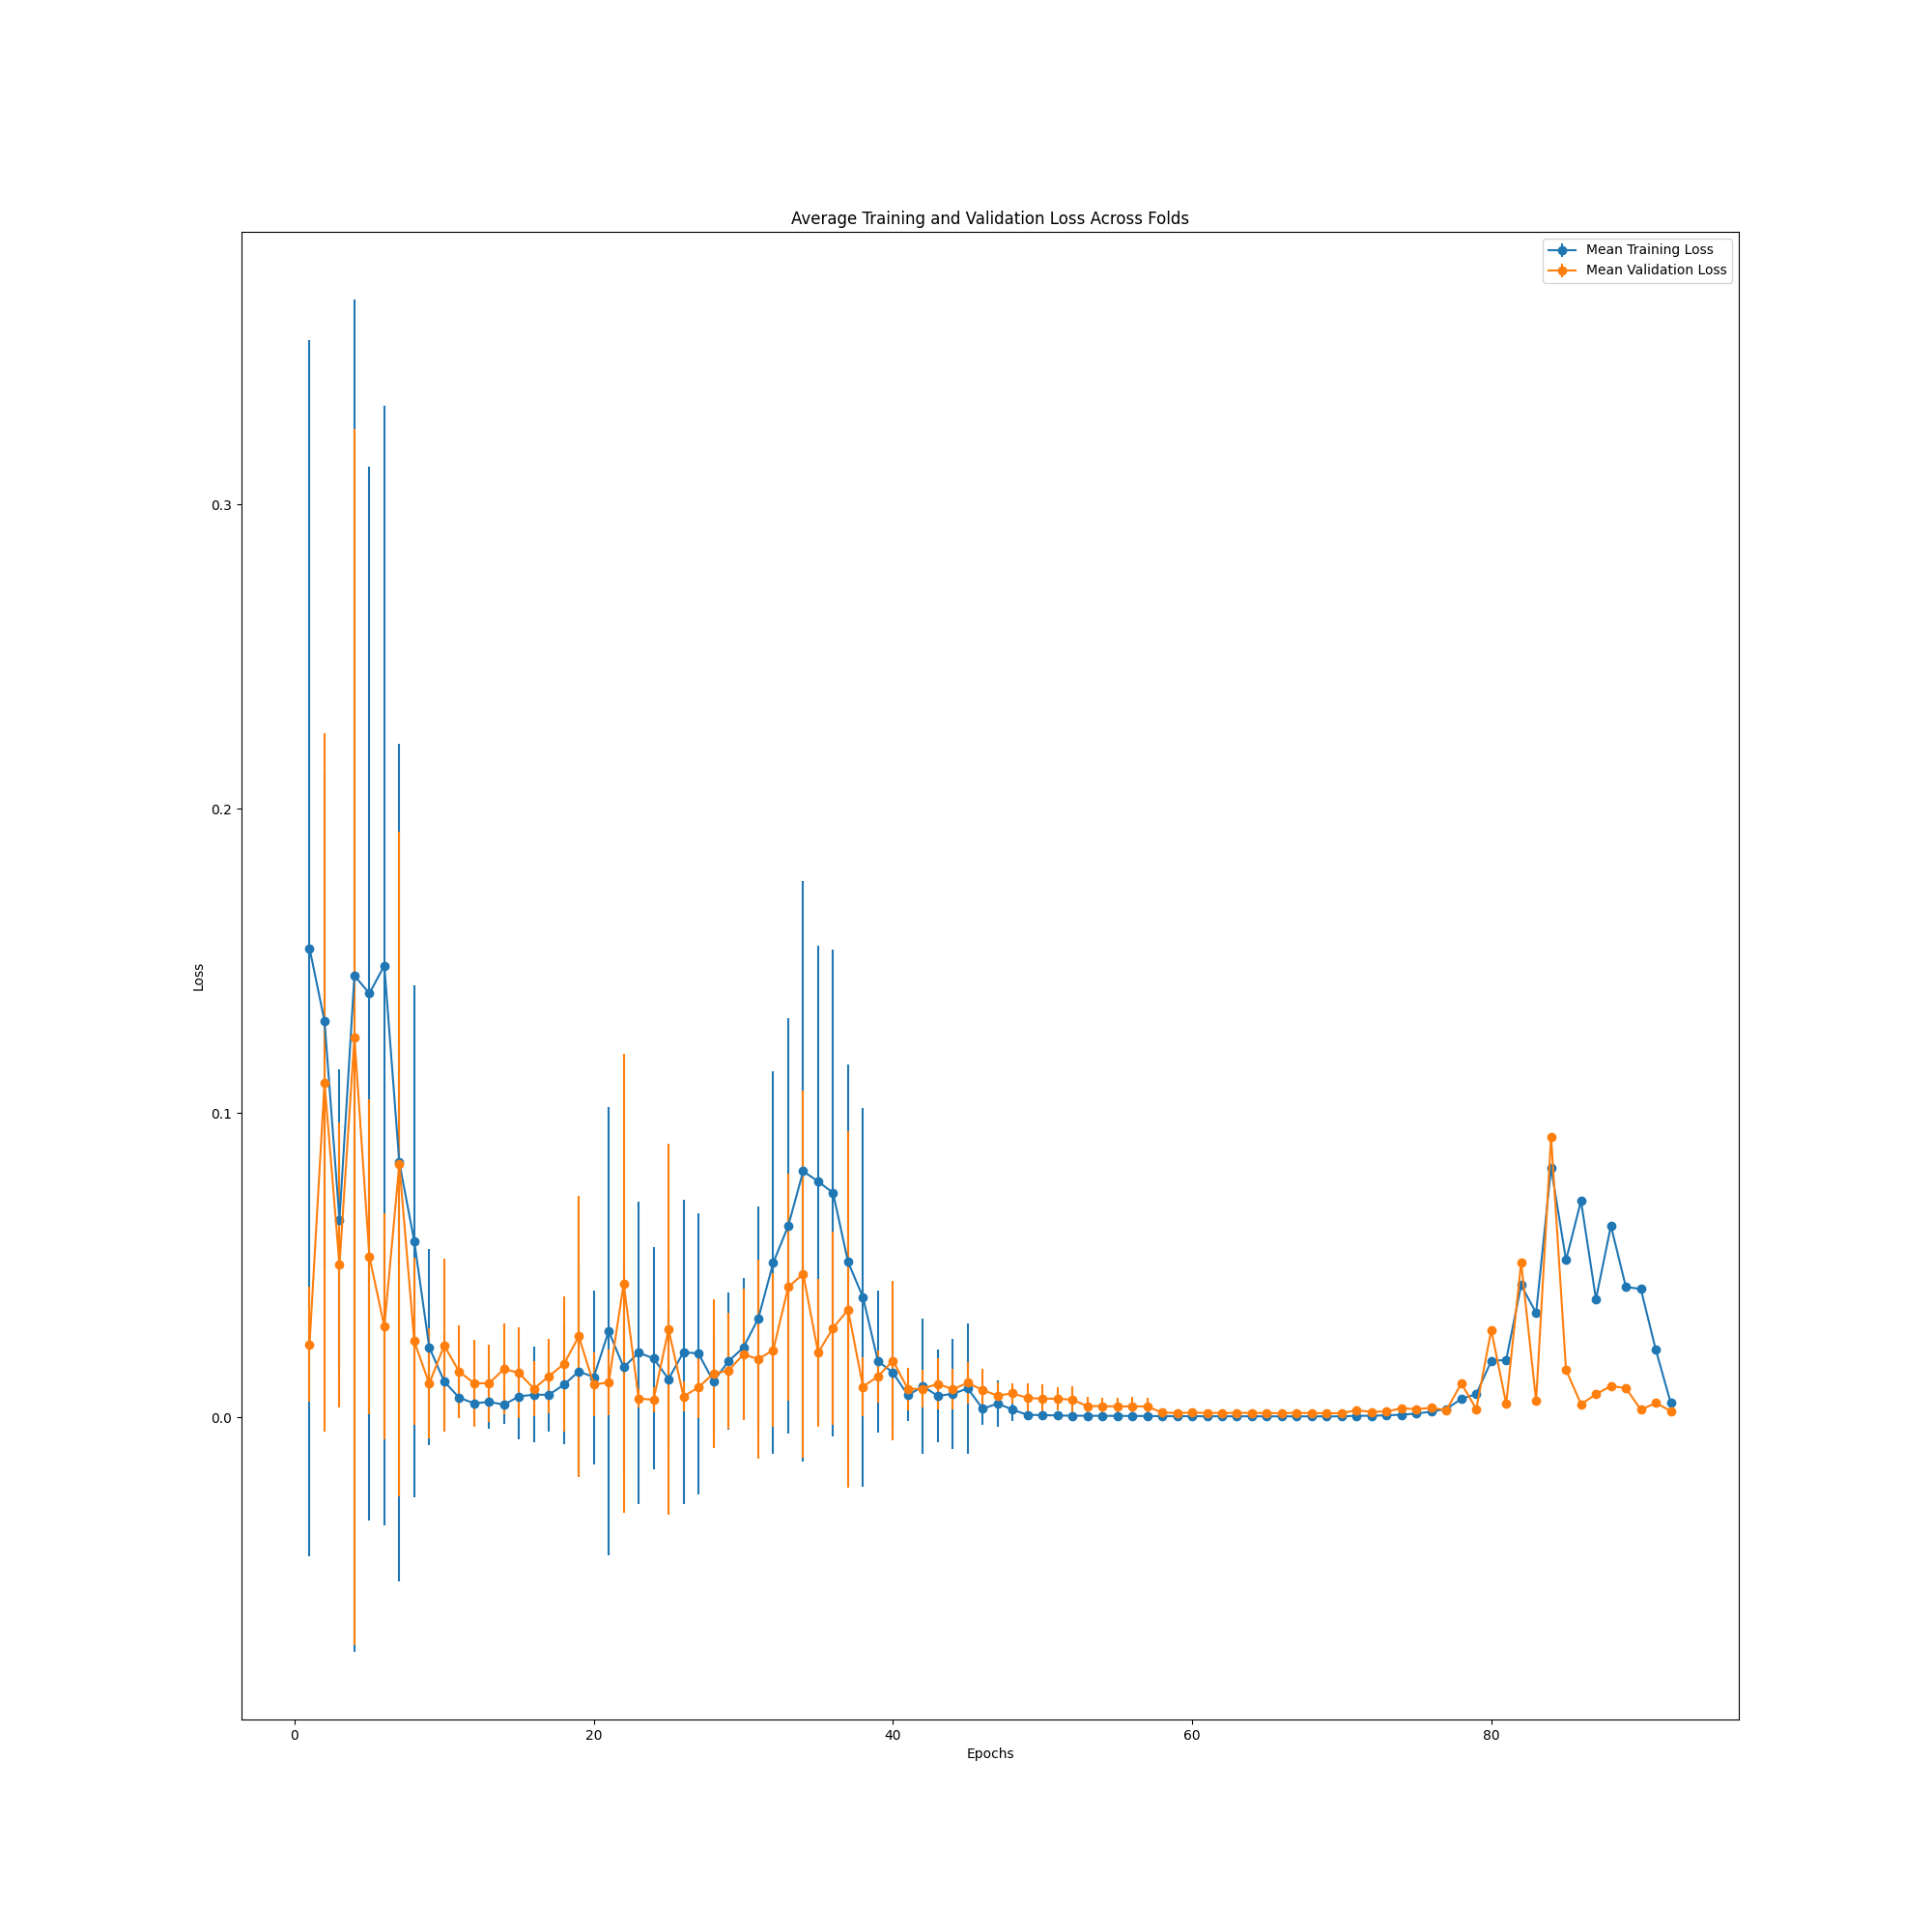 Average Training and Validation Loss Across Folds
Mean Training Loss
Mean Validation Loss
0.3
0.2
0.1
0.0
Loss
0 20 40 60 80
Epochs